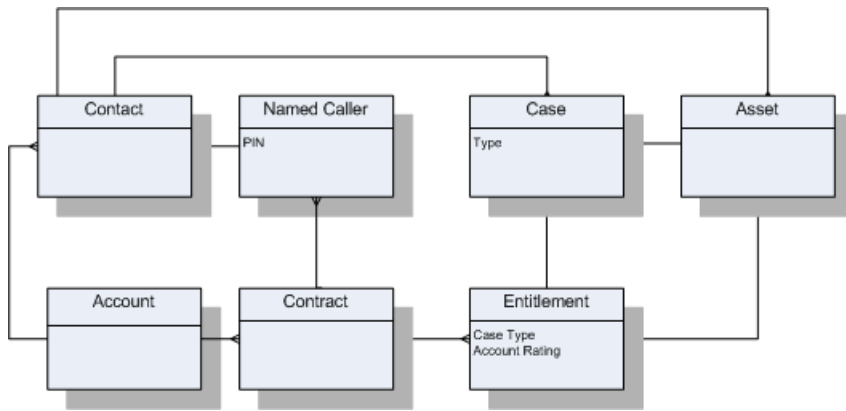 Contact
Named Caller
PIN
Case
Type
Asset
Account
Contract
Entitlement
Case Type
Account Rating